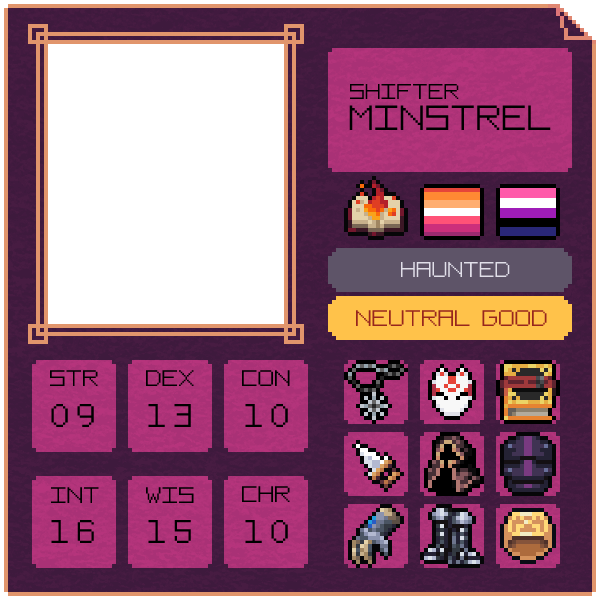 SHIFTER
MINSTREL
HAUNTED
NEUTRAL GOOD
STR DEX CON
09 13 10
INT WIS CHR
16 15 10